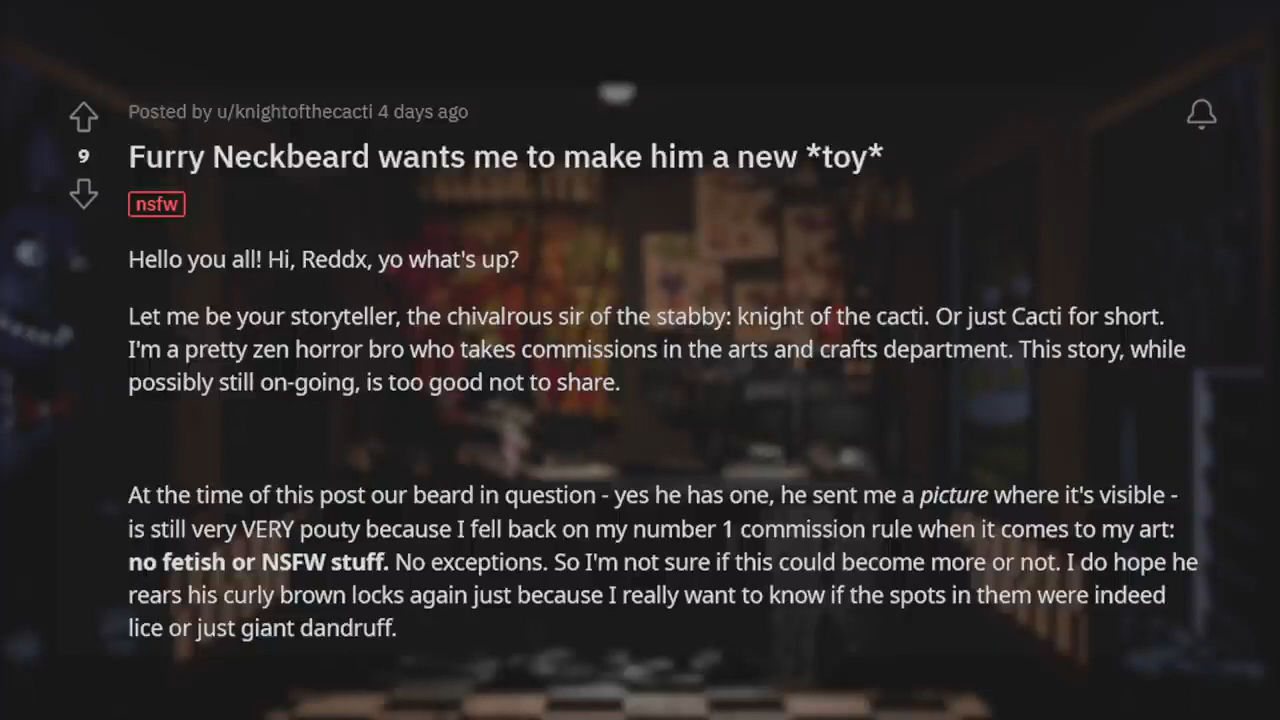 Posted by u/knightofthecacti 4 days ago
9
Furry Neckbeard wants me to make him a new *toy*
nsfw
Hello you all! Hi, Reddx, yo what's up?
Let me be your storyteller, the chivalrous sir of the stabby: knight of the cacti. Or just Cacti for short.
I'm a pretty zen horror bro who takes commissions in the arts and crafts department. This story, while
possibly still on-going, is too good not to share.
At the time of this post our beard in question - yes he has one, he sent me a picture where it's visible -
is still very VERY pouty because I fell back on my number 1 commission rule when it comes to my art:
no fetish or NSFW stuff. No exceptions. So I'm not sure if this could become more or not. I do hope he
rears his curly brown locks again just because I really want to know if the spots in them were indeed
lice or just giant dandruff.